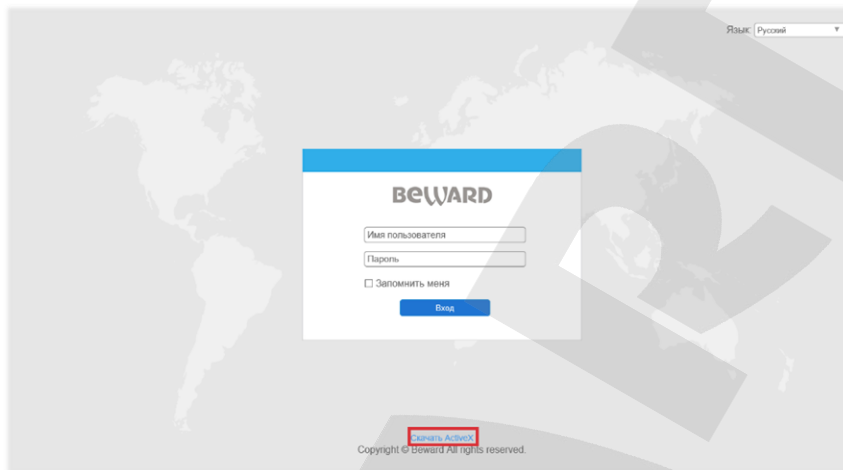 Язык: Русский
BEWARD
Имя пользователя
Пароль
Запомнить меня
Вход
Скачать ActiveX
Copyright © Beward All rights reserved.